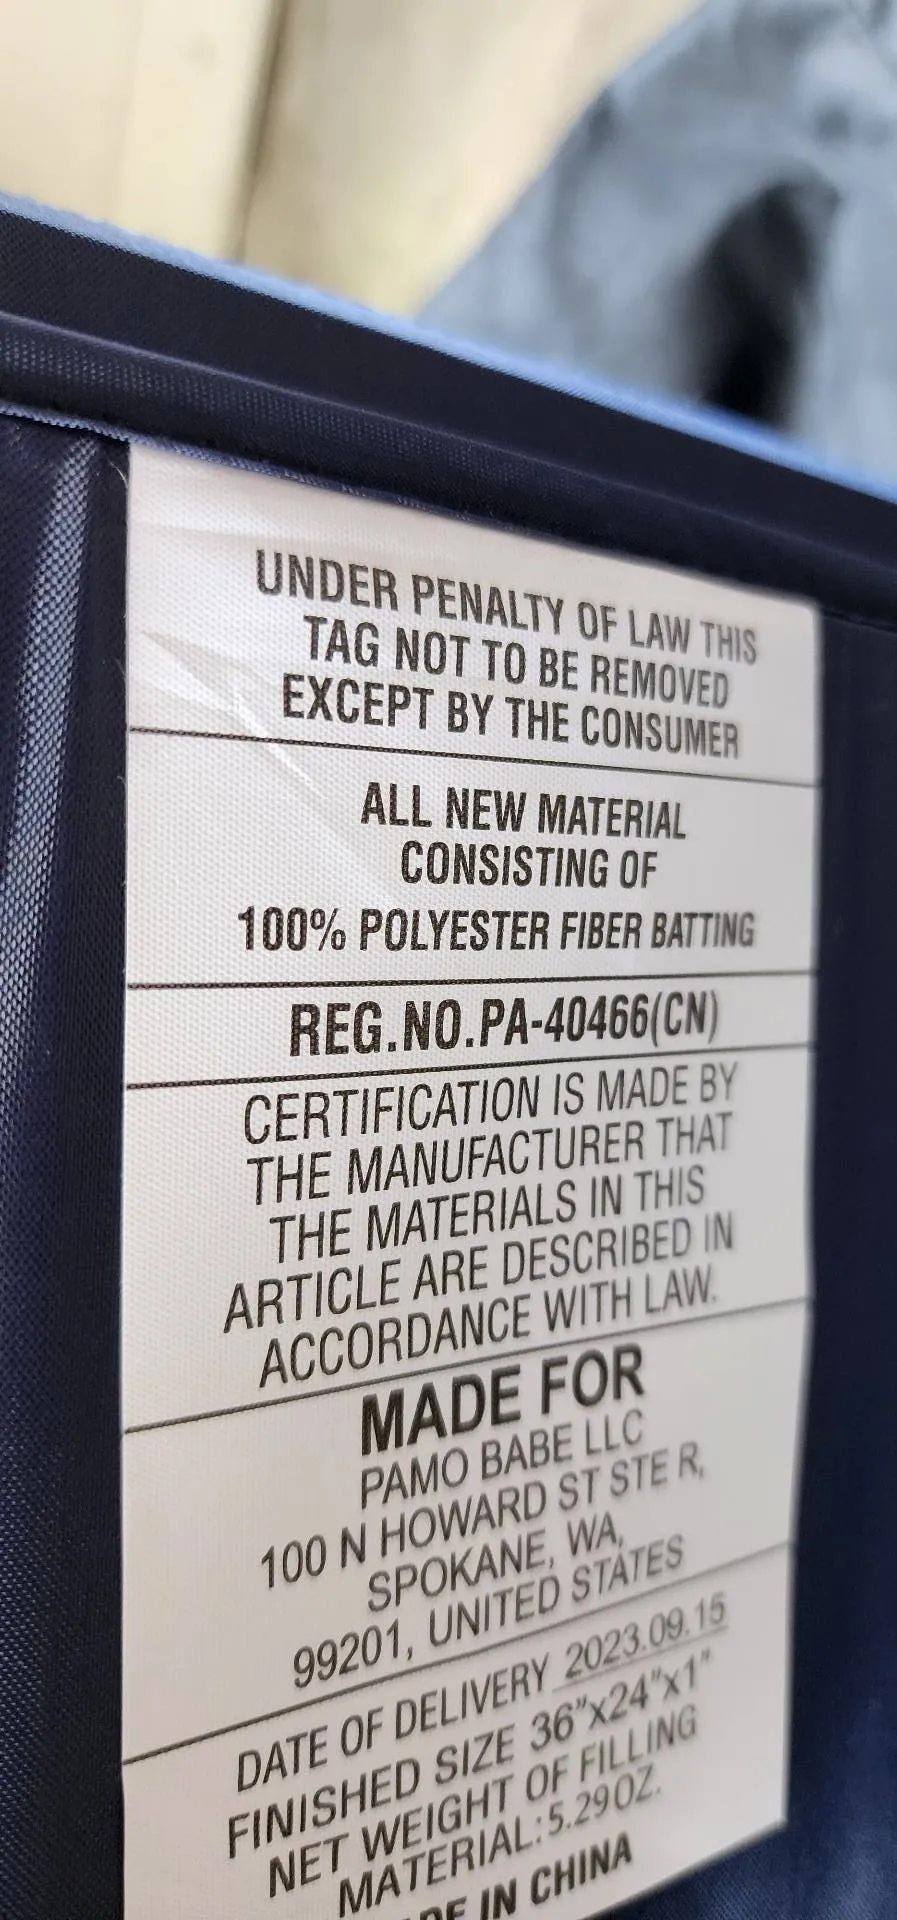 UNDER PENALTY OF LAW THIS
TAG NOT TO BE REMOVED
EXCEPT BY THE CONSUMER
ALL NEW MATERIAL
CONSISTING OF
100% POLYESTER FIBER BATTING
REG.NO.PA-40466(CN)
CERTIFICATION IS MADE BY
THE MANUFACTURER THAT
THE MATERIALS IN THIS
ARTICLE ARE DESCRIBED IN
ACCORDANCE WITH LAW.
MADE FOR
PAMO BABE LLC
100 N HOWARD ST STE R,
SPOKANE, WA,
99201, UNITED STATES
DATE OF DELIVERY 2023.09.15
FINISHED SIZE 36"x24"x1"
NET WEIGHT OF FILLING
MATERIAL:5.29OZ.
IN CHINA